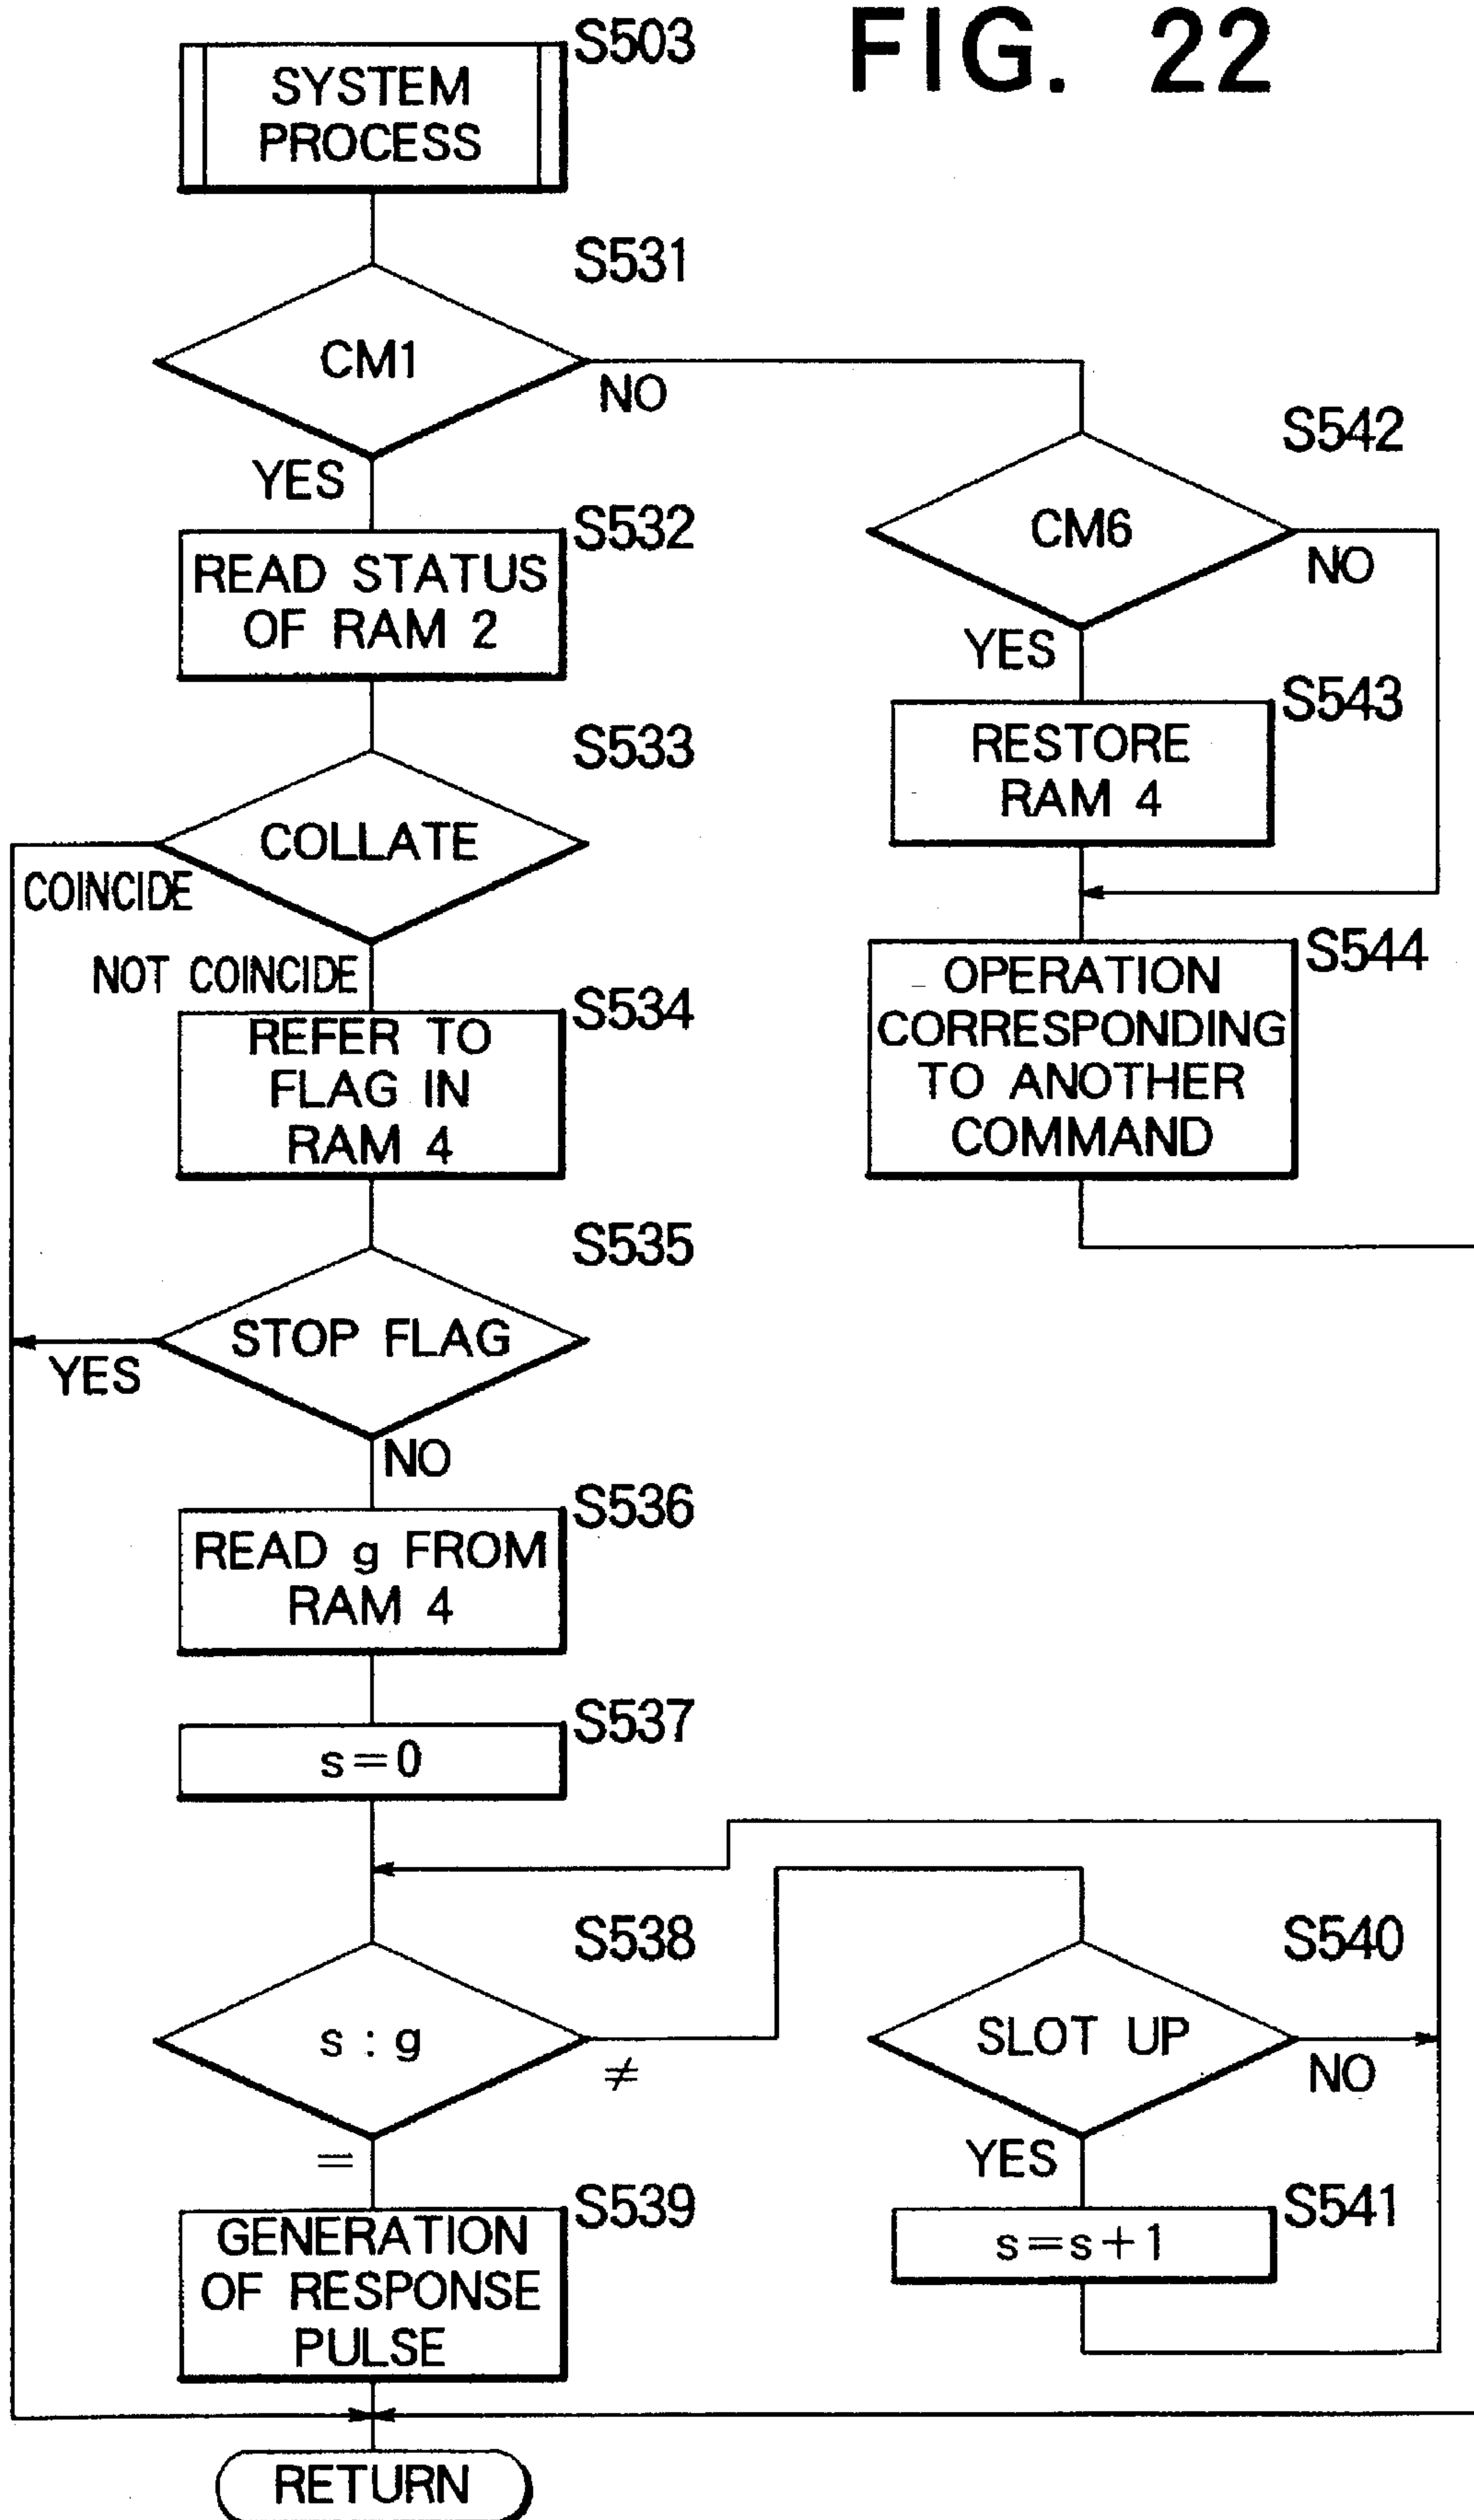 FIG. 22
S503
SYSTEM
PROCESS
S531
CM1
NO
YES
S532
READ STATUS
OF RAM 2
S533
COLLATE
COINCIDE
NOT COINCIDE
S534
REFER TO
FLAG IN
RAM 4
S535
STOP FLAG
YES
NO
S536
READ g FROM
RAM 4
S537
s=0
S538
s : g
≠
=
S539
GENERATION
OF RESPONSE
PULSE
RETURN
S542
CM6
NO
YES
S543
RESTORE
RAM 4
S544
OPERATION
CORRESPONDING
TO ANOTHER
COMMAND
S540
SLOT UP
NO
YES
S541
s=s+1